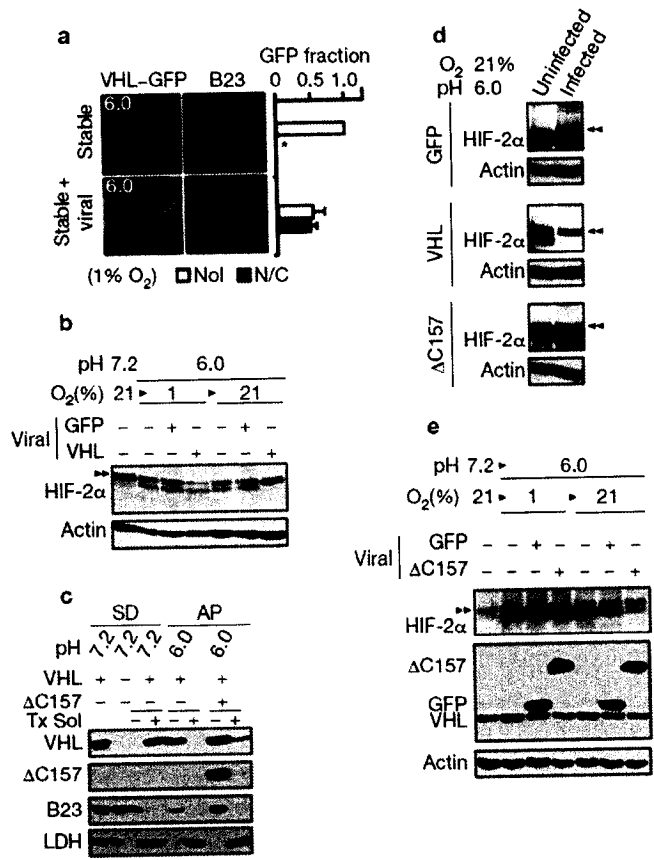 a
GFP fraction
VHL–GFP B23 0 0.5 1.0
Stable
6.0
*
Stable + viral
6.0
(1% O2) Nol N/C
b
pH 7.2 6.0
O2(%) 21 1 21
Viral
GFP – – + – – + –
VHL – – – + – – +
HIF-2α
Actin
c
SD AP
pH 7.2 7.2 7.2 6.0 6.0
VHL + – + + +
ΔC157 – – – – +
Tx Sol – + – + – +
VHL
ΔC157
B23
LDH
d
O2 21%
pH 6.0
Uninfected
Infected
GFP
HIF-2α
Actin
VHL
HIF-2α
Actin
ΔC157
HIF-2α
Actin
e
pH 7.2 6.0
O2(%) 21 1 21
Viral
GFP – – + – – + –
ΔC157 – – – + – – +
HIF-2α
ΔC157
GFP
VHL
Actin